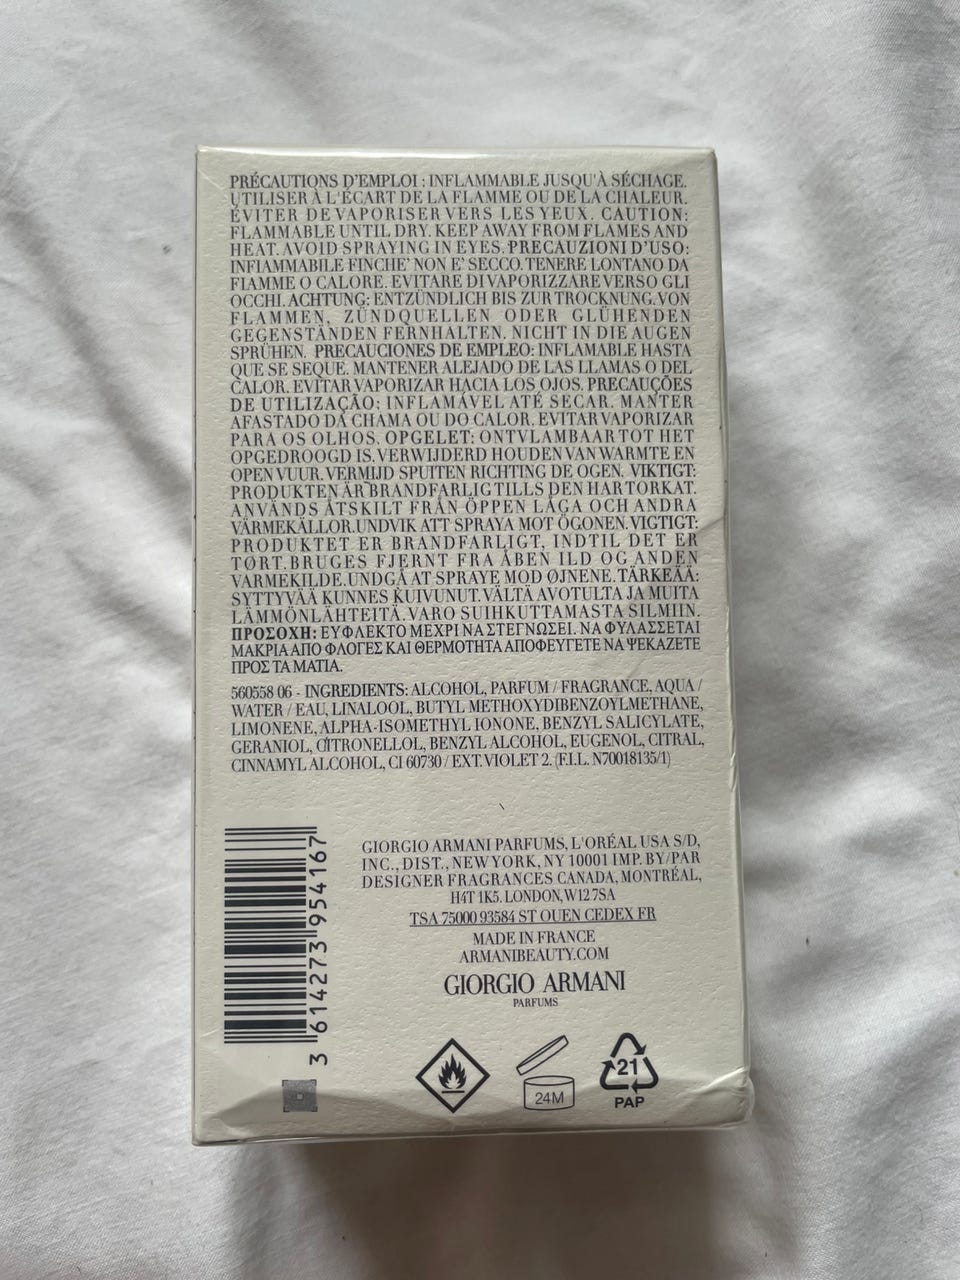 PRÉCAUTIONS D'EMPLOI : INFLAMMABLE JUSQU'À SÉCHAGE.
UTILISER À L'ÉCART DE LA FLAMME OU DE LA CHALEUR.
ÉVITER DE VAPORISER VERS LES YEUX. CAUTION:
FLAMMABLE UNTIL DRY. KEEP AWAY FROM FLAMES AND
HEAT. AVOID SPRAYING IN EYES. PRECAUZIONI D'USO:
INFIAMMABILE FINCHE' NON E' SECCO. TENERE LONTANO DA
FIAMME O CALORE. EVITARE DI VAPORIZZARE VERSO GLI
OCCHI. ACHTUNG: ENTZÜNDLICH BIS ZUR TROCKNUNG. VON
FLAMMEN, ZÜNDQUELLEN ODER GLÜHENDEN
GEGENSTÄNDEN FERNHALTEN. NICHT IN DIE AUGEN
SPRÜHEN. PRECAUCIONES DE EMPLEO: INFLAMABLE HASTA
QUE SE SEQUE. MANTENER ALEJADO DE LAS LLAMAS O DEL
CALOR. EVITAR VAPORIZAR HACIA LOS OJOS. PRECAUÇÕES
DE UTILIZAÇÃO: INFLAMÁVEL ATÉ SECAR. MANTER
AFASTADO DA CHAMA OU DO CALOR. EVITAR VAPORIZAR
PARA OS OLHOS. OPGELET: ONTVLAMBAAR TOT HET
OPGEDROOGD IS. VERWIJDERD HOUDEN VAN WARMTE EN
OPEN VUUR. VERMIJD SPUITEN RICHTING DE OGEN. VIKTIGT:
PRODUKTEN ÄR BRANDFARLIG TILLS DEN HAR TORKAT.
ANVÄNDS ÅTSKILT FRÅN ÖPPEN LÅGA OCH ANDRA
VÄRMEKÄLLOR. UNDVIK ATT SPRAYA MOT ÖGONEN. VIGTIGT:
PRODUKTET ER BRANDFARLIGT, INDTIL DET ER
TØRT. BRUGES FJERNT FRA ÅBEN ILD OG ANDEN
VARMEKILDE. UNDGÅ AT SPRAYE MOD ØJNENE. TÄRKEÄÄ:
SYTTYVÄÄ KUNNES KUIVUNUT. VÄLTÄ AVOTULTA JA MUITA
LÄMMÖNLÄHTEITÄ. VARO SUIHKUTTAMASTA SILMIIN.
ΠΡΟΣΟΧΗ: ΕΥΦΛΕΚΤΟ ΜΕΧΡΙ ΝΑ ΣΤΕΓΝΩΣΕΙ. ΝΑ ΦΥΛΑΣΣΕΤΑΙ
ΜΑΚΡΙΑ ΑΠΟ ΦΛΟΓΕΣ ΚΑΙ ΘΕΡΜΟΤΗΤΑ ΑΠΟΦΕΥΓΕΤΕ ΝΑ ΨΕΚΑΖΕΤΕ
ΠΡΟΣ ΤΑ ΜΑΤΙΑ.
560558 06 - INGREDIENTS: ALCOHOL, PARFUM / FRAGRANCE, AQUA /
WATER / EAU, LINALOOL, BUTYL METHOXYDIBENZOYLMETHANE,
LIMONENE, ALPHA-ISOMETHYL IONONE, BENZYL SALICYLATE,
GERANIOL, CITRONELLOL, BENZYL ALCOHOL, EUGENOL, CITRAL,
CINNAMYL ALCOHOL, CI 60730 / EXT. VIOLET 2. (F.I.L. N70018135/1)
3 614273 954167
GIORGIO ARMANI PARFUMS, L'ORÉAL USA S/D,
INC., DIST., NEW YORK, NY 10001 IMP. BY/PAR
DESIGNER FRAGRANCES CANADA, MONTRÉAL,
H4T 1K5. LONDON, W12 7SA
TSA 75000 93584 ST OUEN CEDEX FR
MADE IN FRANCE
ARMANIBEAUTY.COM
GIORGIO ARMANI
PARFUMS
24M
21
PAP